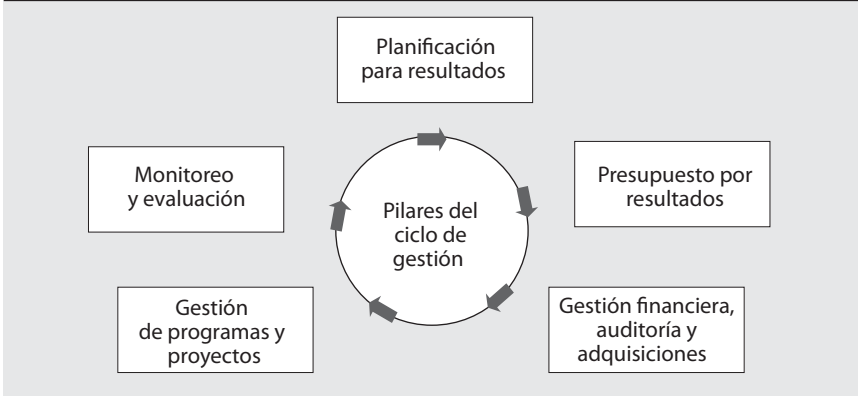 Planificación
para resultados
Presupuesto por
resultados
Gestión financiera,
auditoría y
adquisiciones
Gestión
de programas y
proyectos
Monitoreo
y evaluación
Pilares del
ciclo de
gestión